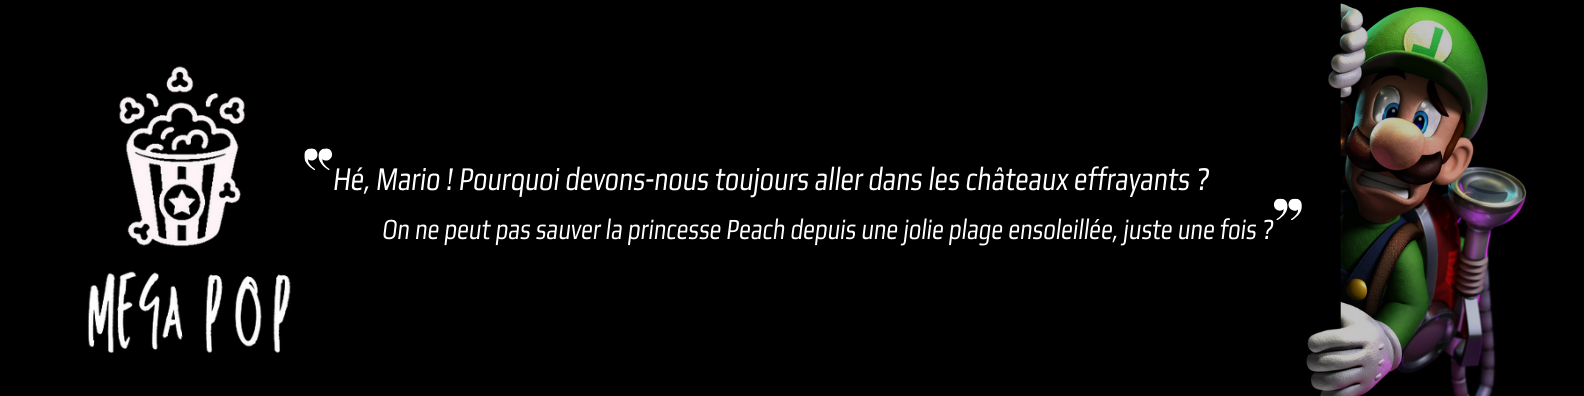 MEGA POP
❝Hé, Mario ! Pourquoi devons-nous toujours aller dans les châteaux effrayants ?
On ne peut pas sauver la princesse Peach depuis une jolie plage ensoleillée, juste une fois ?❞
L